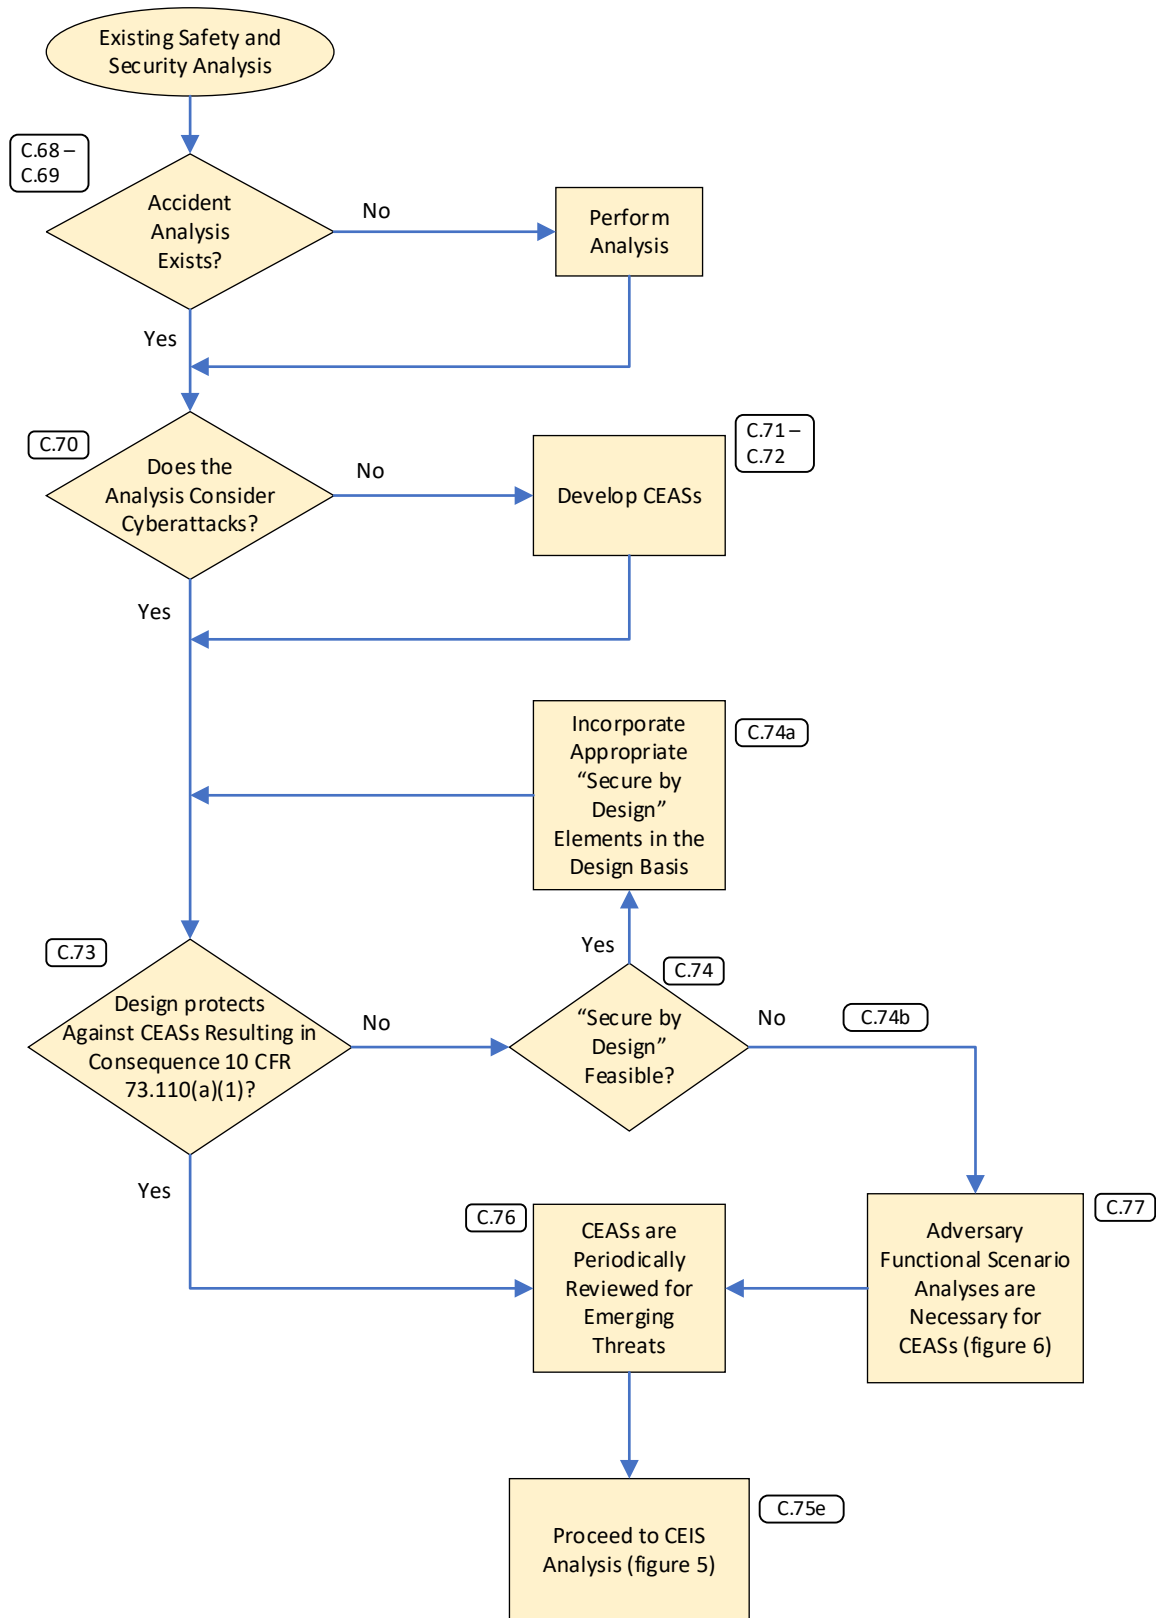 Existing Safety and
Security Analysis
C.68 –
C.69
Accident
Analysis
Exists?
No
Perform
Analysis
Yes
C.70
Does the
Analysis Consider
Cyberattacks?
No
Develop CEASs
C.71 –
C.72
Yes
Incorporate
Appropriate
“Secure by
Design”
Elements in the
Design Basis
C.74a
Yes
C.73
Design protects
Against CEASs Resulting in
Consequence 10 CFR
73.110(a)(1)?
No
C.74
“Secure by
Design”
Feasible?
No
C.74b
Yes
C.76
CEASs are
Periodically
Reviewed for
Emerging
Threats
Adversary
Functional Scenario
Analyses are
Necessary for
CEASs (figure 6)
C.77
Proceed to CEIS
Analysis (figure 5)
C.75e